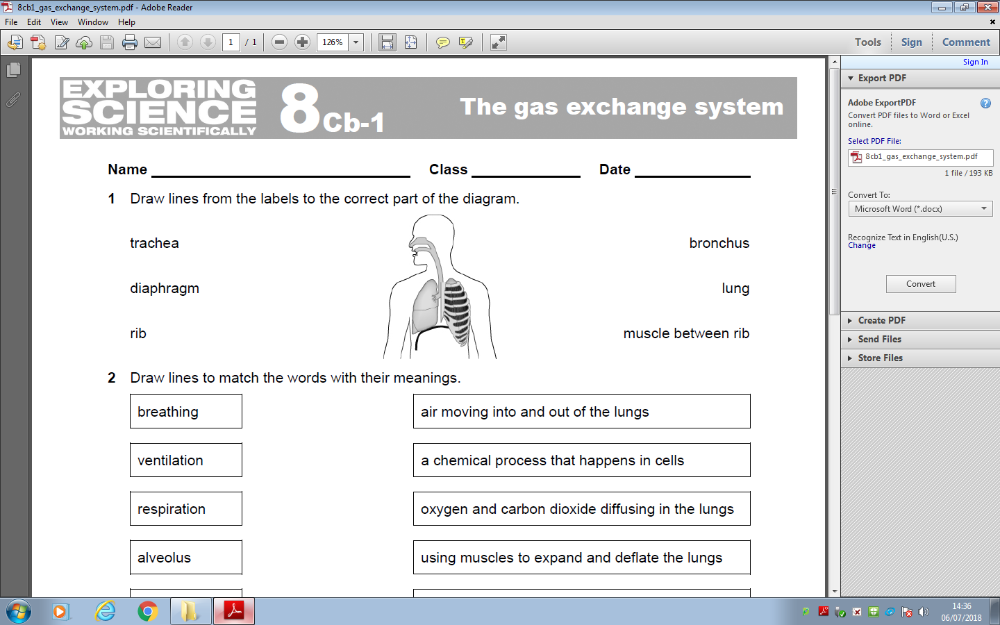 8cb1_gas_exchange_system.pdf - Adobe Reader
File Edit View Window Help
1 / 1 126% Tools Sign Comment
Sign In
Export PDF
Adobe ExportPDF
Convert PDF files to Word or Excel
online.
Select PDF File:
8cb1_gas_exchange_system.pdf
1 file / 193 KB
Convert To:
Microsoft Word (*.docx)
Recognize Text in English(U.S.)
Change
Convert
Create PDF
Send Files
Store Files
EXPLORING
SCIENCE
WORKING SCIENTIFICALLY
8Cb-1
The gas exchange system
Name Class Date
1 Draw lines from the labels to the correct part of the diagram.
trachea bronchus
diaphragm lung
rib muscle between rib
2 Draw lines to match the words with their meanings.
breathing air moving into and out of the lungs
ventilation a chemical process that happens in cells
respiration oxygen and carbon dioxide diffusing in the lungs
alveolus using muscles to expand and deflate the lungs
14:36
06/07/2018